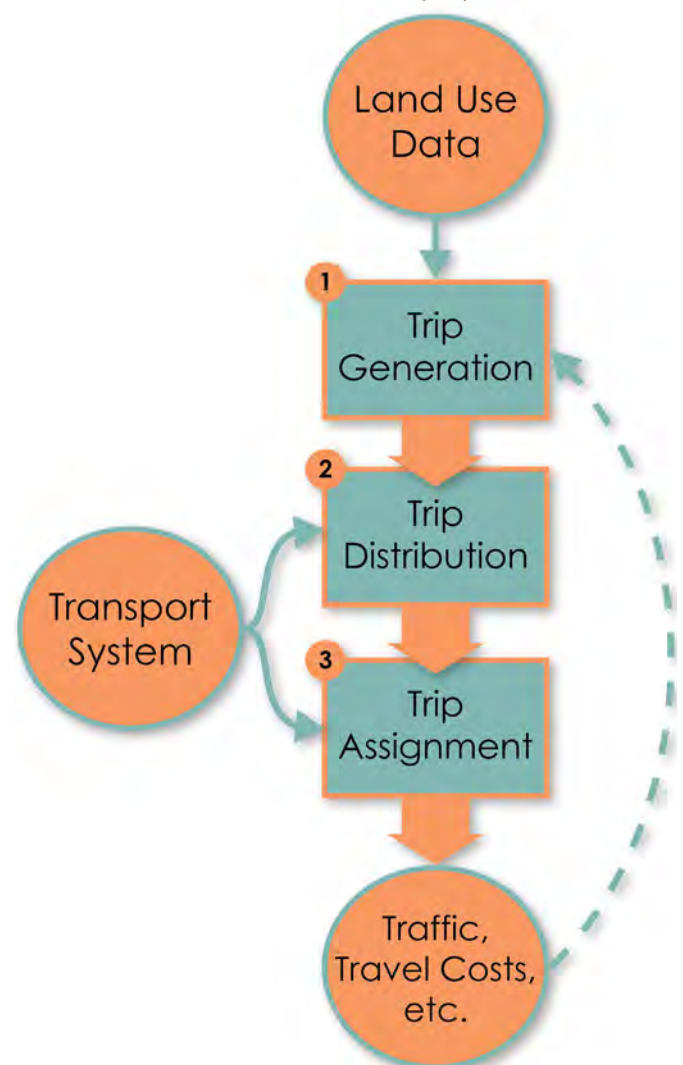 Land Use
Data
1
Trip
Generation
2
Trip
Distribution
Transport
System
3
Trip
Assignment
Traffic,
Travel Costs,
etc.